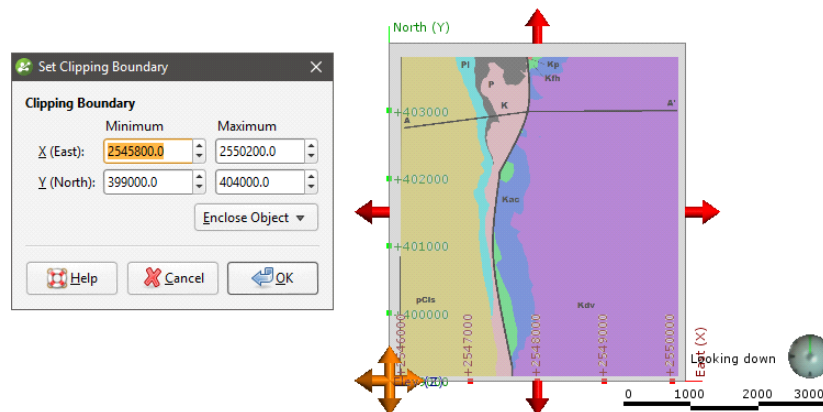 Set Clipping Boundary
Clipping Boundary
Minimum Maximum
X (East): 2545800.0 2550200.0
Y (North): 399000.0 404000.0
Enclose Object
Help Cancel OK
North (Y)
Pl Kp
P Kfh
+403000 K A'
A
+402000
Kac
+401000
pCls Kdv
+400000
+2546000 +2547000 +2548000 +2549000 +2550000 East (X)
Looking down
0 1000 2000 3000